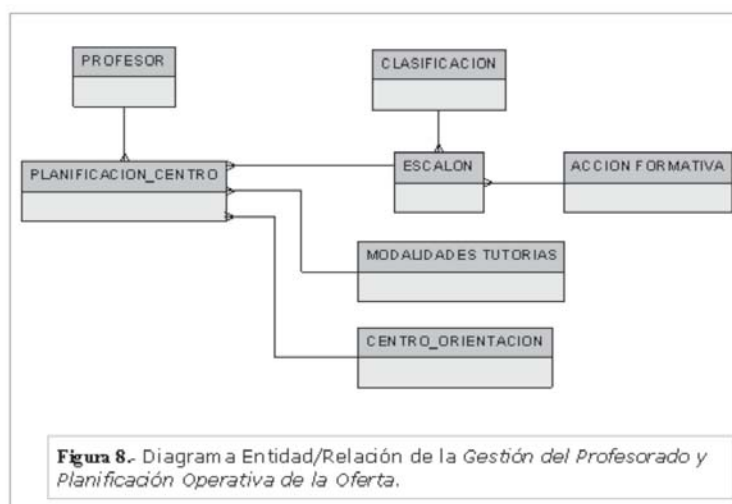 PROFESOR
CLASIFICACION
PLANIFICACION_CENTRO
ESCALON
ACCION FORMATIVA
MODALIDADES TUTORIAS
CENTRO_ORIENTACION
Figura 8.- Diagrama Entidad/Relación de la Gestión del Profesorado y
Planificación Operativa de la Oferta.